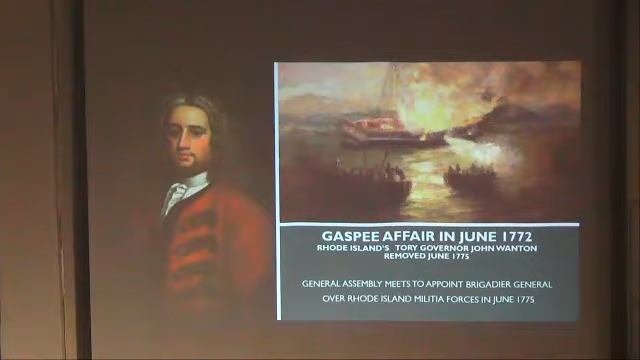 GASPEE AFFAIR IN JUNE 1772
RHODE ISLAND'S TORY GOVERNOR JOHN WANTON
REMOVED JUNE 1775
GENERAL ASSEMBLY MEETS TO APPOINT BRIGADIER GENERAL
OVER RHODE ISLAND MILITIA FORCES IN JUNE 1775